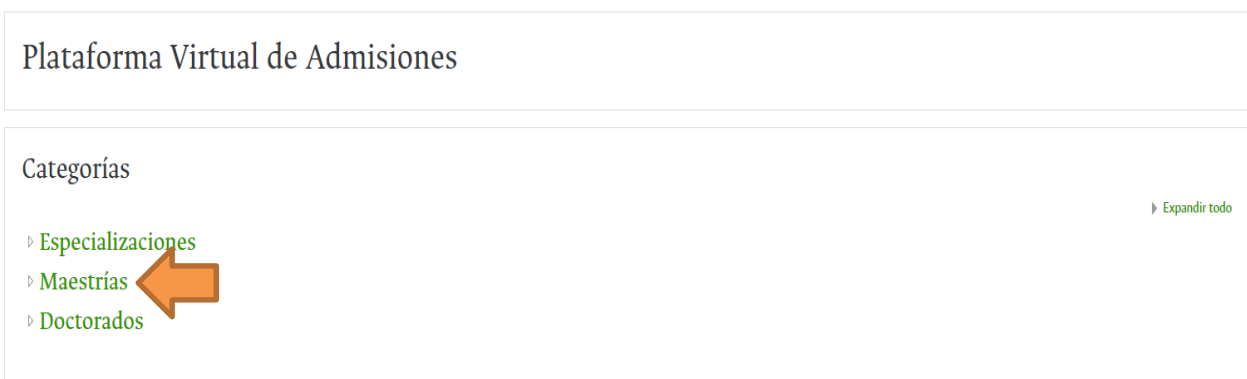 Plataforma Virtual de Admisiones
Categorías
Expandir todo
Especializaciones
Maestrías
Doctorados